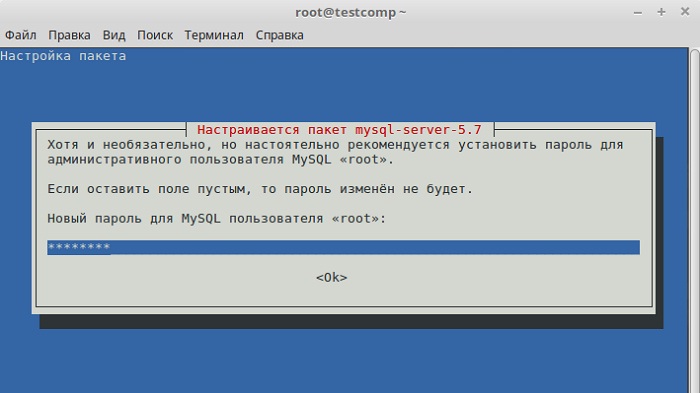 root@testcomp ~
Файл Правка Вид Поиск Терминал Справка
Настройка пакета
Настраивается пакет mysql-server-5.7
Хотя и необязательно, но настоятельно рекомендуется установить пароль для
административного пользователя MySQL «root».
Если оставить поле пустым, то пароль изменён не будет.
Новый пароль для MySQL пользователя «root»:
********
<Ok>